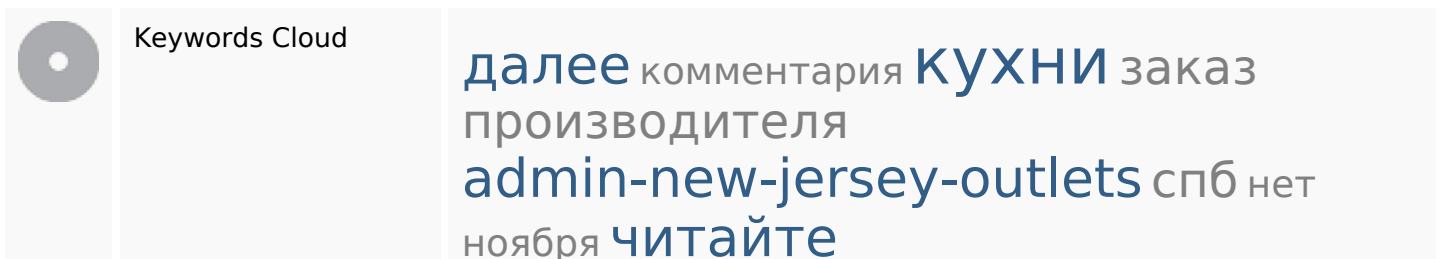 Keywords Cloud
далее комментария кухни заказ
производителя
admin-new-jersey-outlets спб нет
ноября читайте